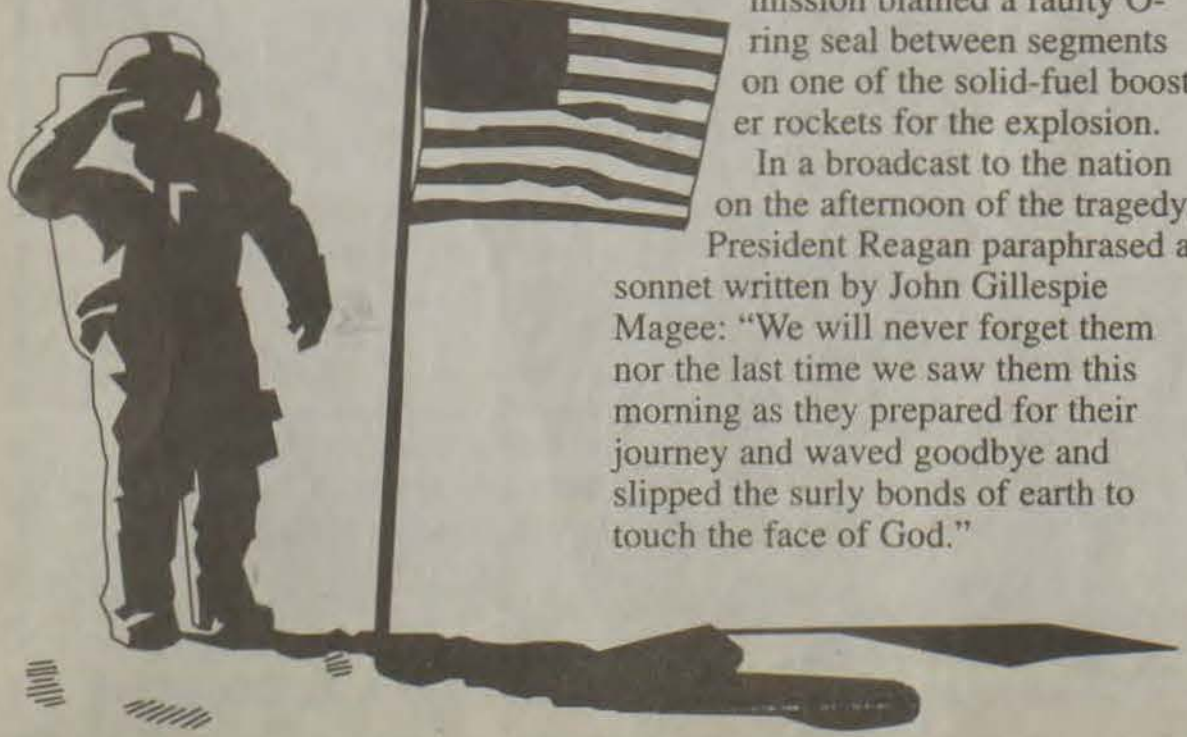 mission blamed a faulty O-
ring seal between segments
on one of the solid-fuel boost
er rockets for the explosion.
In a broadcast to the nation
on the afternoon of the tragedy
President Reagan paraphrased a
sonnet written by John Gillespie
Magee: “We will never forget them
nor the last time we saw them this
morning as they prepared for their
journey and waved goodbye and
slipped the surly bonds of earth to
touch the face of God.”